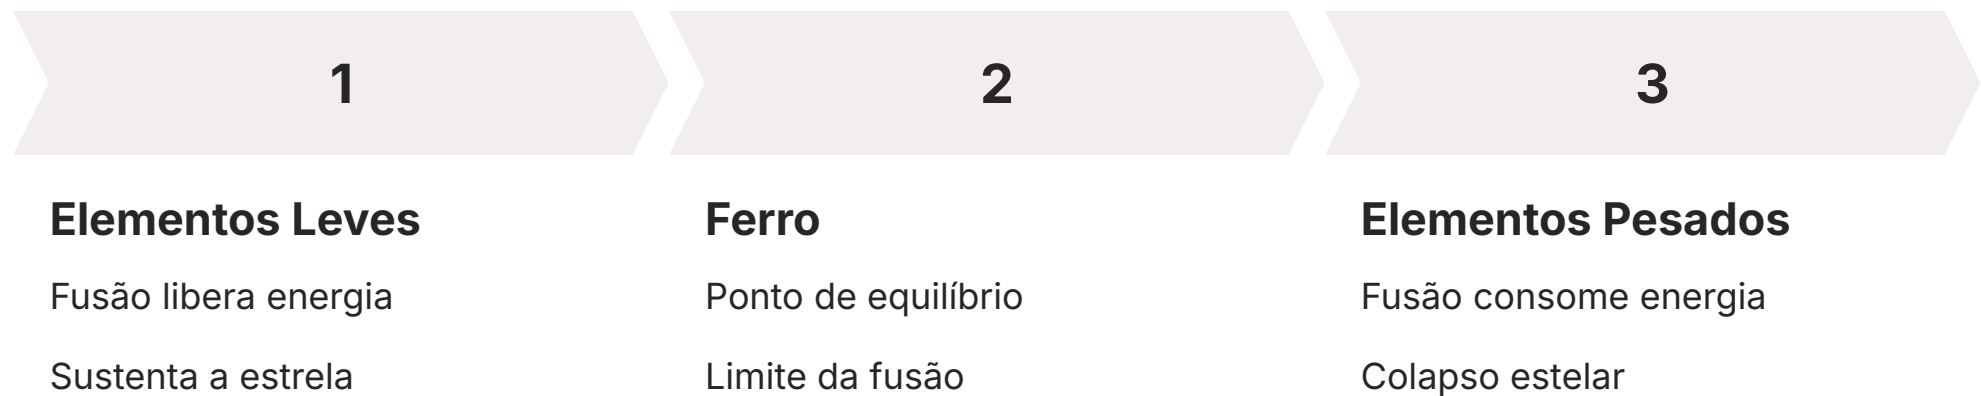 1
2
3
Elementos Leves
Fusão libera energia
Sustenta a estrela
Ferro
Ponto de equilíbrio
Limite da fusão
Elementos Pesados
Fusão consome energia
Colapso estelar